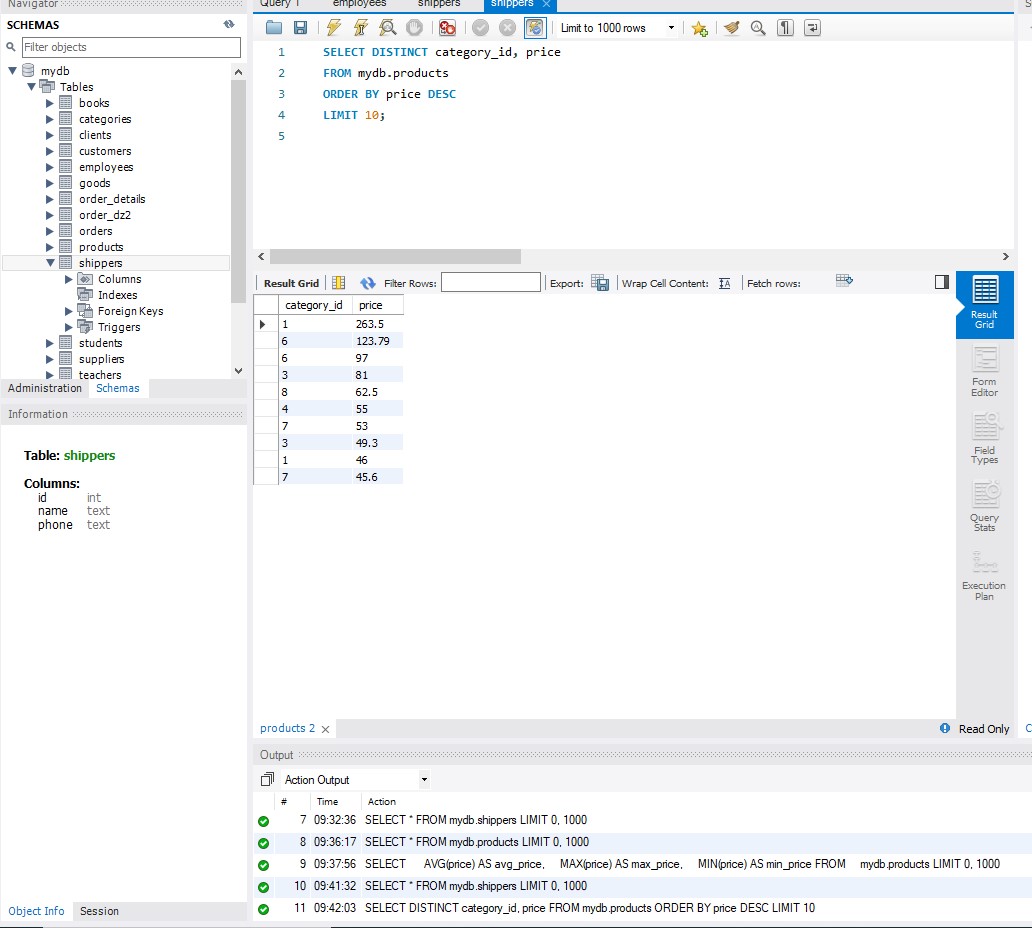 Navigator
Query 1
employees
shippers
shippers
SCHEMAS
Filter objects
Limit to 1000 rows
mydb
Tables
books
categories
clients
customers
employees
goods
order_details
order_dz2
orders
products
shippers
Columns
Indexes
Foreign Keys
Triggers
students
suppliers
teachers
Administration Schemas
Information
Table: shippers
Columns:
id int
name text
phone text
Object Info Session
1 SELECT DISTINCT category_id, price
2 FROM mydb.products
3 ORDER BY price DESC
4 LIMIT 10;
5
Result Grid Filter Rows: Export: Wrap Cell Content: Fetch rows:
category_id price
1 263.5
6 123.79
6 97
3 81
8 62.5
4 55
7 53
3 49.3
1 46
7 45.6
Result
Grid
Form
Editor
Field
Types
Query
Stats
Execution
Plan
products 2
Read Only
Output
Action Output
# Time Action
7 09:32:36 SELECT * FROM mydb.shippers LIMIT 0, 1000
8 09:36:17 SELECT * FROM mydb.products LIMIT 0, 1000
9 09:37:56 SELECT AVG(price) AS avg_price, MAX(price) AS max_price, MIN(price) AS min_price FROM mydb.products LIMIT 0, 1000
10 09:41:32 SELECT * FROM mydb.shippers LIMIT 0, 1000
11 09:42:03 SELECT DISTINCT category_id, price FROM mydb.products ORDER BY price DESC LIMIT 10